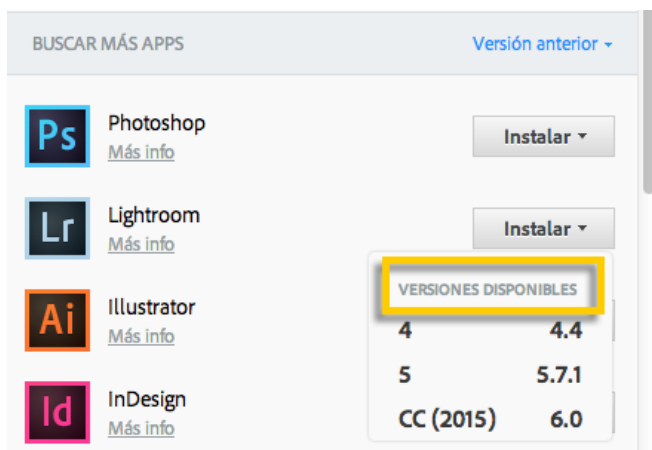 BUSCAR MÁS APPS Versión anterior
Ps Photoshop Instalar
Más info
Lr Lightroom Instalar
Más info
VERSIONES DISPONIBLES
Ai Illustrator
4 4.4
Más info
5 5.7.1
Id InDesign
CC (2015) 6.0
Más info